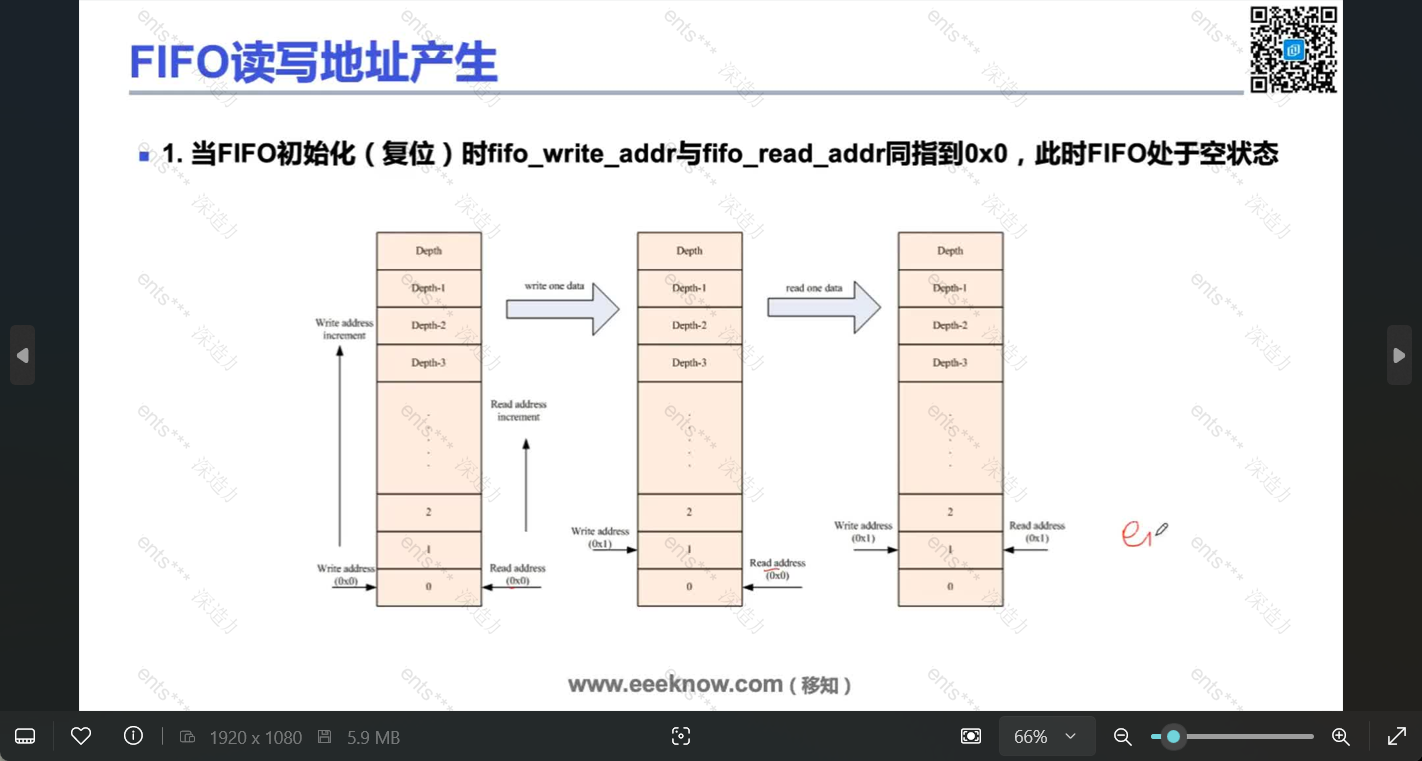 FIFO读写地址产生
1. 当FIFO初始化（复位）时fifo_write_addr与fifo_read_addr同指到0x0，此时FIFO处于空状态
Depth
Depth-1
Depth-2
Depth-3
2
1
0
Write address
increment
Read address
increment
Write address
(0x0)
Read address
(0x0)
write one data
Depth
Depth-1
Depth-2
Depth-3
2
1
0
Write address
(0x1)
Read address
(0x0)
read one data
Depth
Depth-1
Depth-2
Depth-3
2
1
0
Write address
(0x1)
Read address
(0x1)
www.eeeknow.com（移知）
ents*** 深造力
1920 x 1080
5.9 MB
66%